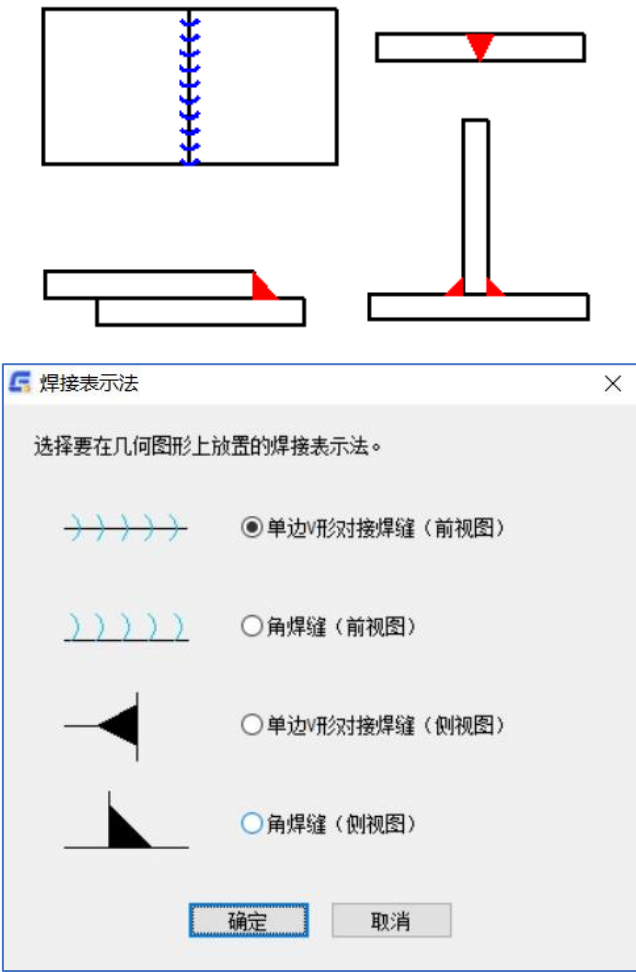 焊接表示法
选择要在几何图形上放置的焊接表示法。
单边V形对接焊缝（前视图）
角焊缝（前视图）
单边V形对接焊缝（侧视图）
角焊缝（侧视图）
确定
取消